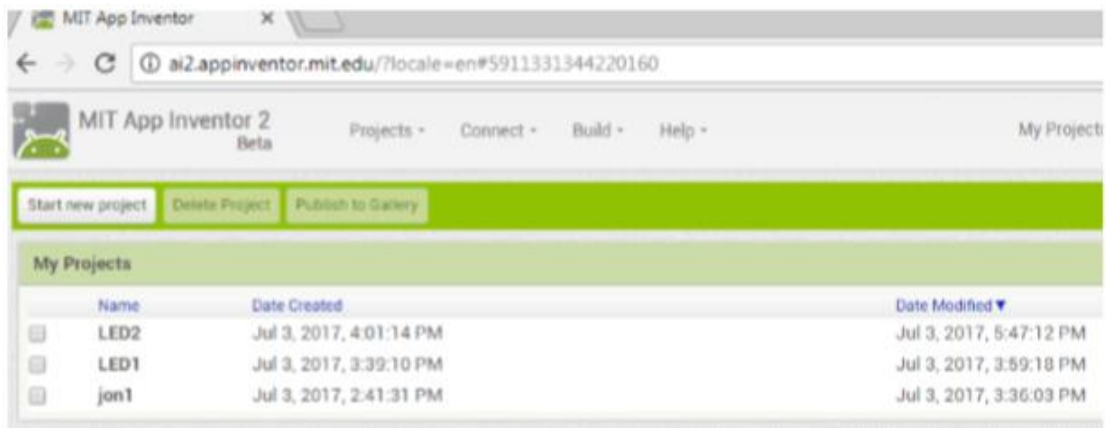 MIT App Inventor
ai2.appinventor.mit.edu/?locale=en#5911331344220160
MIT App Inventor 2
Beta
Projects Connect Build Help My Projects
Start new project Delete Project Publish to Gallery
My Projects
Name Date Created Date Modified ▼
LED2 Jul 3, 2017, 4:01:14 PM Jul 3, 2017, 5:47:12 PM
LED1 Jul 3, 2017, 3:39:10 PM Jul 3, 2017, 3:59:18 PM
jon1 Jul 3, 2017, 2:41:31 PM Jul 3, 2017, 3:36:03 PM